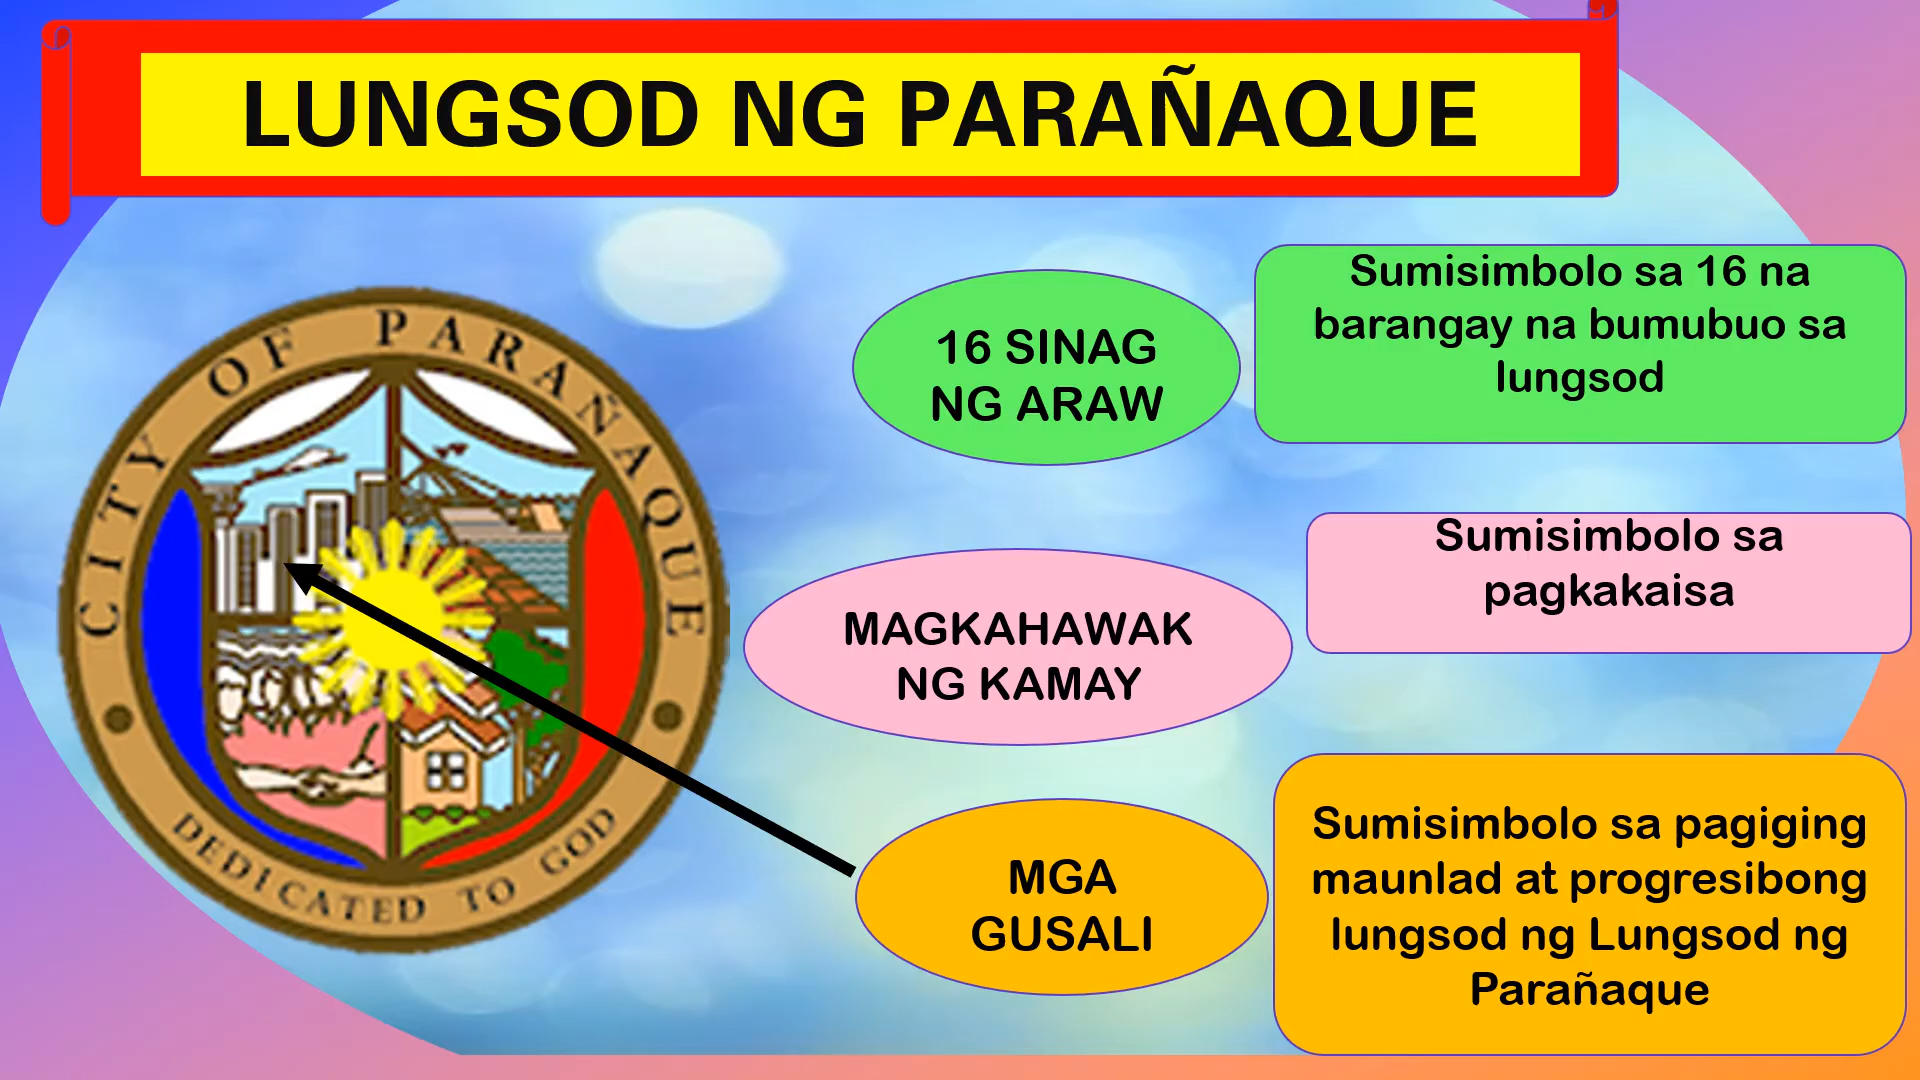 LUNGSOD NG PARAÑAQUE
CITY OF PARAÑAQUE
DEDICATED TO GOD
16 SINAG
NG ARAW
Sumisimbolo sa 16 na
barangay na bumubuo sa
lungsod
MAGKAHAWAK
NG KAMAY
Sumisimbolo sa
pagkakaisa
MGA
GUSALI
Sumisimbolo sa pagiging
maunlad at progresibong
lungsod ng Lungsod ng
Parañaque